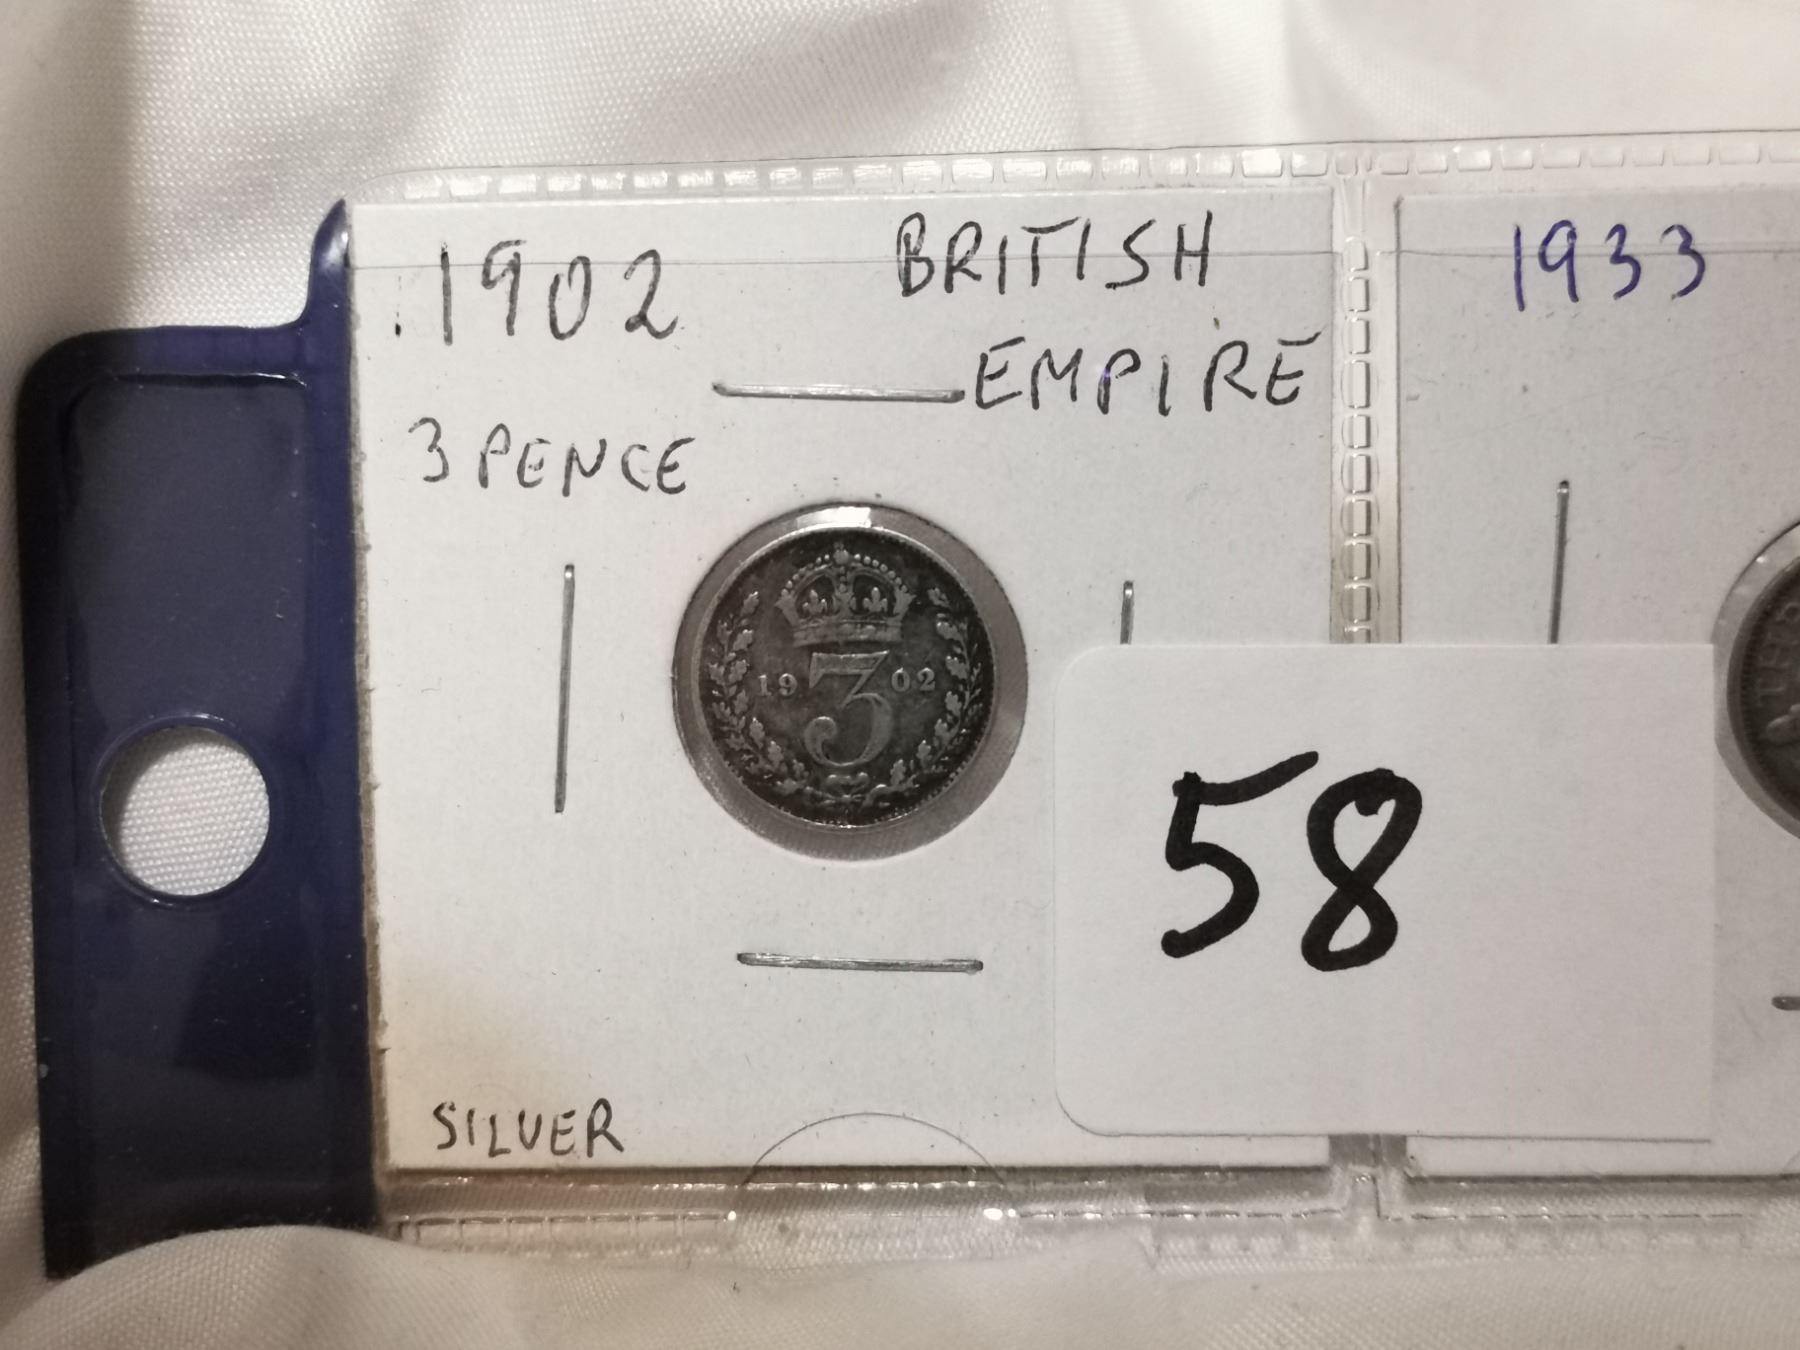 1902
BRITISH
EMPIRE
3 PENCE
19 3 02
SILVER
1933
58